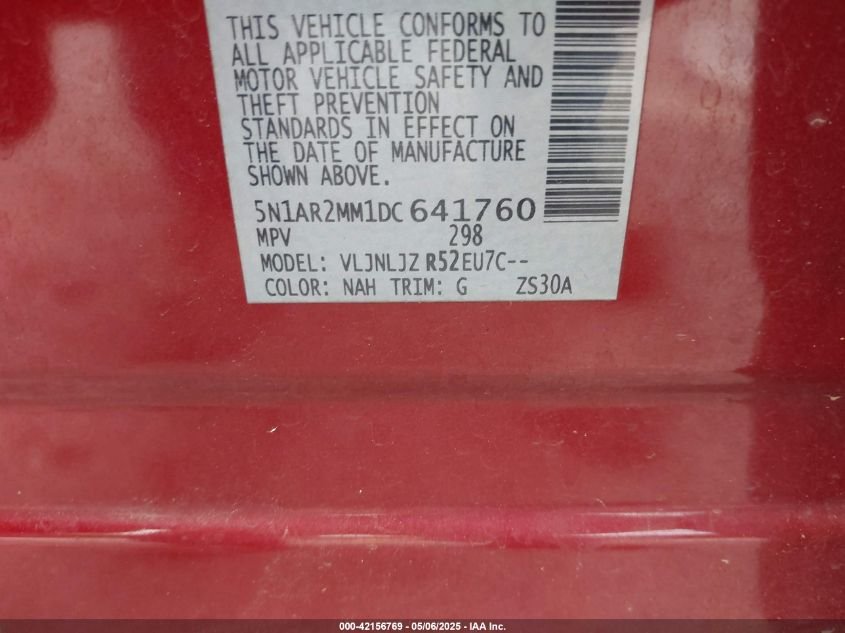 THIS VEHICLE CONFORMS TO
ALL APPLICABLE FEDERAL
MOTOR VEHICLE SAFETY AND
THEFT PREVENTION
STANDARDS IN EFFECT ON
THE DATE OF MANUFACTURE
SHOWN ABOVE.
5N1AR2MM1DC641760
MPV 298
MODEL: VLJNLJZ R52EU7C--
COLOR: NAH TRIM: G ZS30A
000-42156769 - 05/06/2025 - IAA Inc.